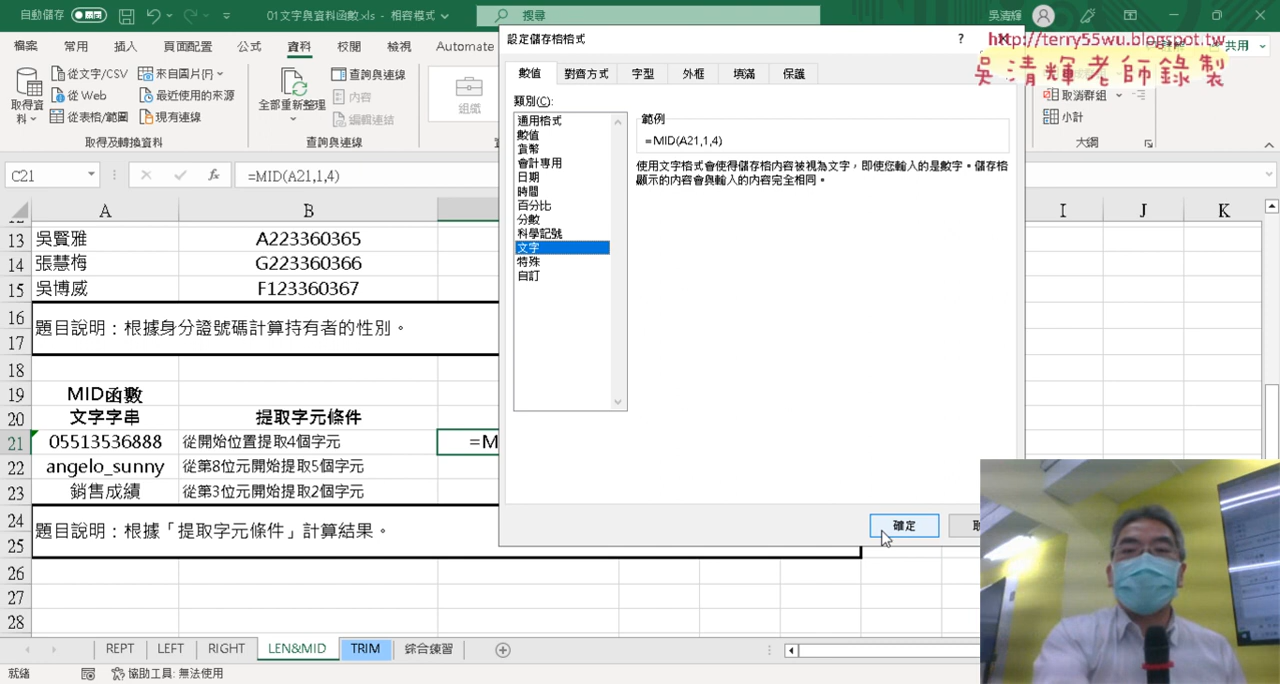 自動儲存 開 01文字與資料函數.xls - 相容模式 搜尋 吳清輝
檔案 常用 插入 頁面配置 公式 資料 校閱 檢視 Automate 共用
http://terry55wu.blogspot.tw
吳清輝老師錄製
取得資料
從文字/CSV
從 Web
從表格/範圍
來自圖片(F)
最近使用的來源
現有連線
取得及轉換資料
全部重新整理
查詢與連線
內容
編輯連結
查詢與連線
組織
取消群組
小計
大綱
C21 fx =MID(A21,1,4)
設定儲存格格式 ?
數值 對齊方式 字型 外框 填滿 保護
類別(C):
通用格式
數值
貨幣
會計專用
日期
時間
百分比
分數
科學記號
文字
特殊
自訂
範例
=MID(A21,1,4)
使用文字格式會使得儲存格內容被視為文字，即使您輸入的是數字。儲存格
顯示的內容會與輸入的內容完全相同。
確定
A B I J K
13 吳賢雅 A223360365
14 張慧梅 G223360366
15 吳博威 F123360367
16
題目說明：根據身分證號碼計算持有者的性別。
17
18
19 MID函數
20 文字字串 提取字元條件
21 05513536888 從開始位置提取4個字元 =M
22 angelo_sunny 從第8位元開始提取5個字元
23 銷售成績 從第3位元開始提取2個字元
24
題目說明：根據「提取字元條件」計算結果。
25
26
27
28
REPT LEFT RIGHT LEN&MID TRIM 綜合練習
就緒 協助工具: 無法使用